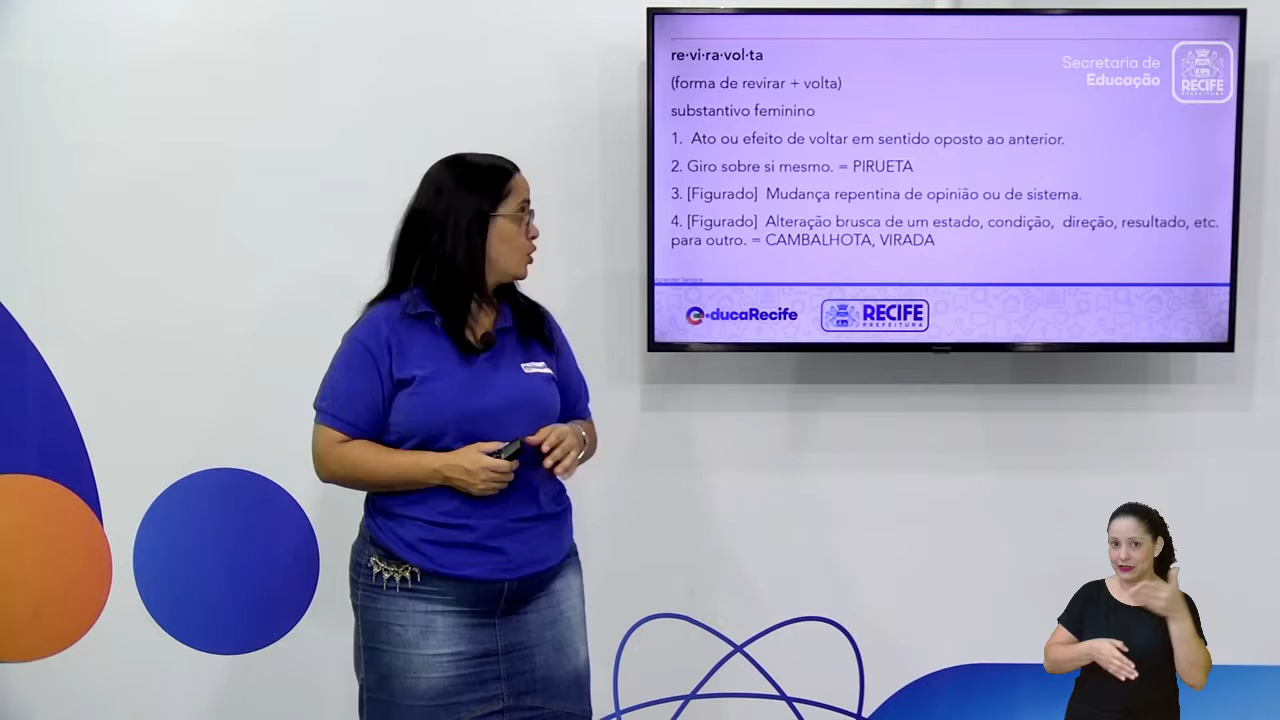 re·vi·ra·vol·ta
(forma de revirar + volta)
substantivo feminino
1. Ato ou efeito de voltar em sentido oposto ao anterior.
2. Giro sobre si mesmo. = PIRUETA
3. [Figurado] Mudança repentina de opinião ou de sistema.
4. [Figurado] Alteração brusca de um estado, condição, direção, resultado, etc.
para outro. = CAMBALHOTA, VIRADA
Secretaria de
Educação
RECIFE
PREFEITURA
e·ducaRecife
RECIFE
PREFEITURA